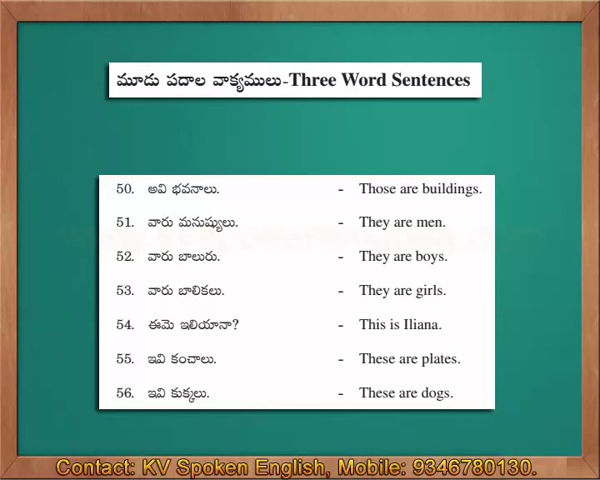 మూడు పదాల వాక్యములు-Three Word Sentences
50. అవి భవనాలు. - Those are buildings.
51. వారు మనుష్యులు. - They are men.
52. వారు బాలురు. - They are boys.
53. వారు బాలికలు. - They are girls.
54. ఈమె ఇలియానా? - This is Iliana.
55. ఇవి కంచాలు. - These are plates.
56. ఇవి కుక్కలు. - These are dogs.
Contact: KV Spoken English, Mobile: 9346780130.